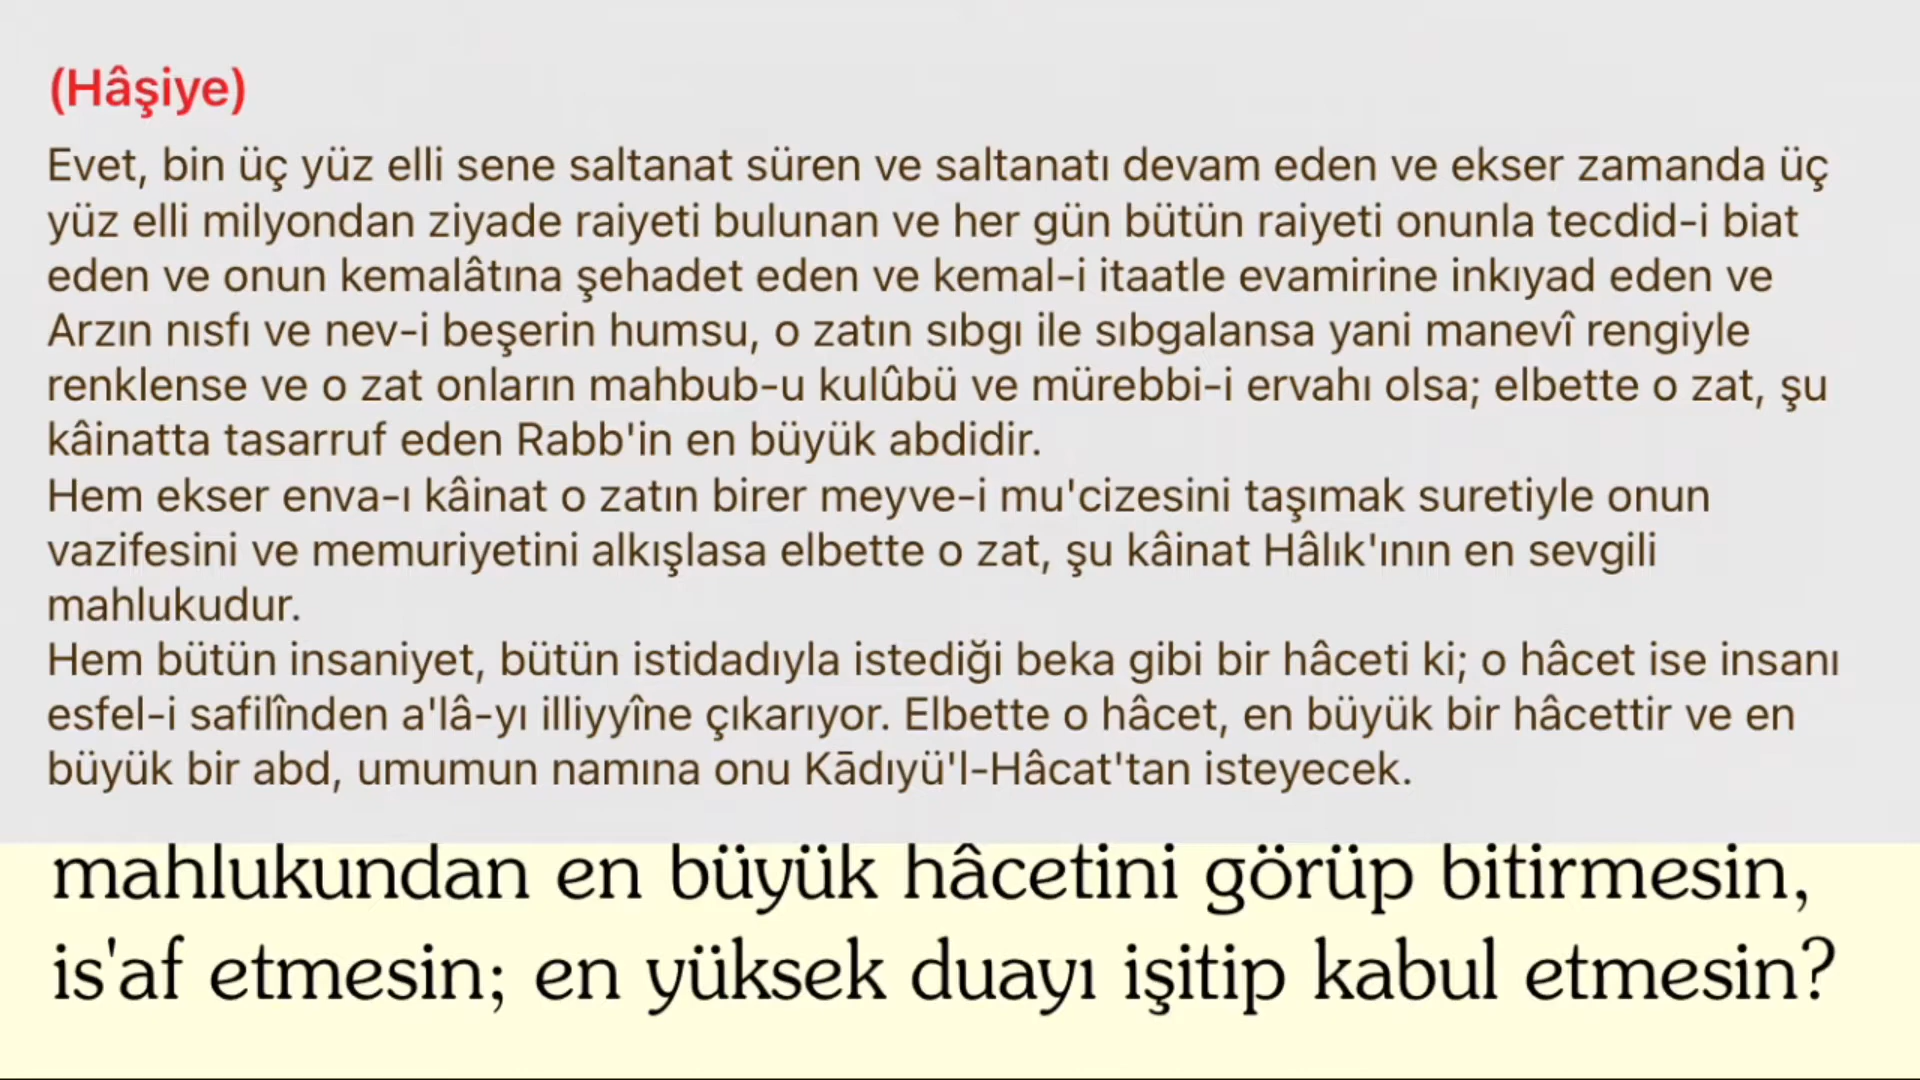 (Hâşiye)
Evet, bin üç yüz elli sene saltanat süren ve saltanatı devam eden ve ekser zamanda üç
yüz elli milyondan ziyade raiyeti bulunan ve her gün bütün raiyeti onunla tecdid-i biat
eden ve onun kemalâtına şehadet eden ve kemal-i itaatle evamirine inkıyad eden ve
Arzın nısfı ve nev-i beşerin humsu, o zatın sıbgı ile sıbgalansa yani manevî rengiyle
renklense ve o zat onların mahbub-u kulûbü ve mürebbi-i ervahı olsa; elbette o zat, şu
kâinatta tasarruf eden Rabb'in en büyük abdidir.
Hem ekser enva-ı kâinat o zatın birer meyve-i mu'cizesini taşımak suretiyle onun
vazifesini ve memuriyetini alkışlasa elbette o zat, şu kâinat Hâlık'ının en sevgili
mahlukudur.
Hem bütün insaniyet, bütün istidadıyla istediği beka gibi bir hâceti ki; o hâcet ise insanı
esfel-i safilînden a'lâ-yı illiyyîne çıkarıyor. Elbette o hâcet, en büyük bir hâcettir ve en
büyük bir abd, umumun namına onu Kādıyü'l-Hâcat'tan isteyecek.
mahlukundan en büyük hâcetini görüp bitirmesin,
is'af etmesin; en yüksek duayı işitip kabul etmesin?